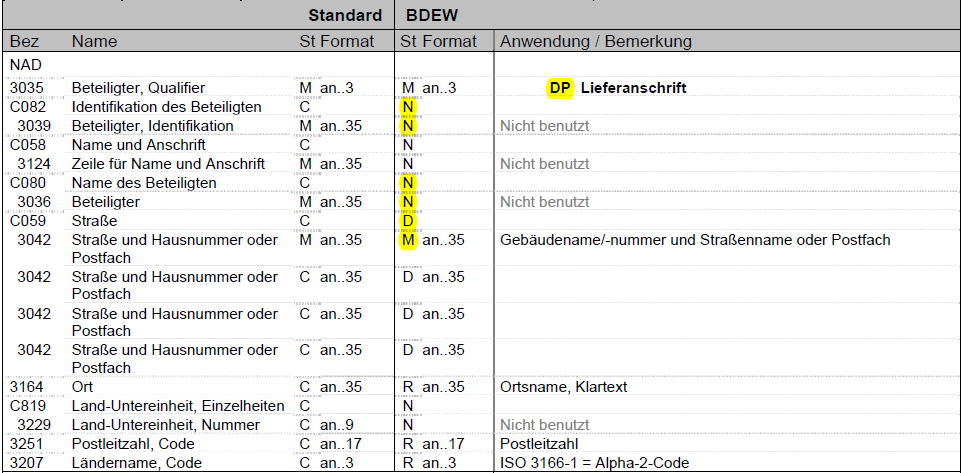 Standard BDEW
Bez Name St Format St Format Anwendung / Bemerkung
NAD
3035 Beteiligter, Qualifier M an..3 M an..3 DP Lieferanschrift
C082 Identifikation des Beteiligten C N
3039 Beteiligter, Identifikation M an..35 N Nicht benutzt
C058 Name und Anschrift C N
3124 Zeile für Name und Anschrift M an..35 N Nicht benutzt
C080 Name des Beteiligten C N
3036 Beteiligter M an..35 N Nicht benutzt
C059 Straße C D
3042 Straße und Hausnummer oder M an..35 M an..35 Gebäudename/-nummer und Straßenname oder Postfach
Postfach
3042 Straße und Hausnummer oder C an..35 D an..35
Postfach
3042 Straße und Hausnummer oder C an..35 D an..35
Postfach
3042 Straße und Hausnummer oder C an..35 D an..35
Postfach
3164 Ort C an..35 R an..35 Ortsname, Klartext
C819 Land-Untereinheit, Einzelheiten C N
3229 Land-Untereinheit, Nummer C an..9 N Nicht benutzt
3251 Postleitzahl, Code C an..17 R an..17 Postleitzahl
3207 Ländername, Code C an..3 R an..3 ISO 3166-1 = Alpha-2-Code